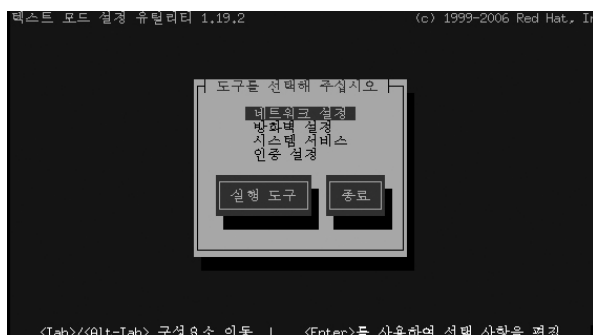 텍스트 모드 설정 유틸리티 1.19.2 (c) 1999-2006 Red Hat, In
도구를 선택해 주십시오
네트워크 설정
방화벽 설정
시스템 서비스
인증 설정
실행 도구 종료
<Tab>/<Alt-Tab> 구성요소 이동 | <Enter>를 사용하여 선택 사항을 편집